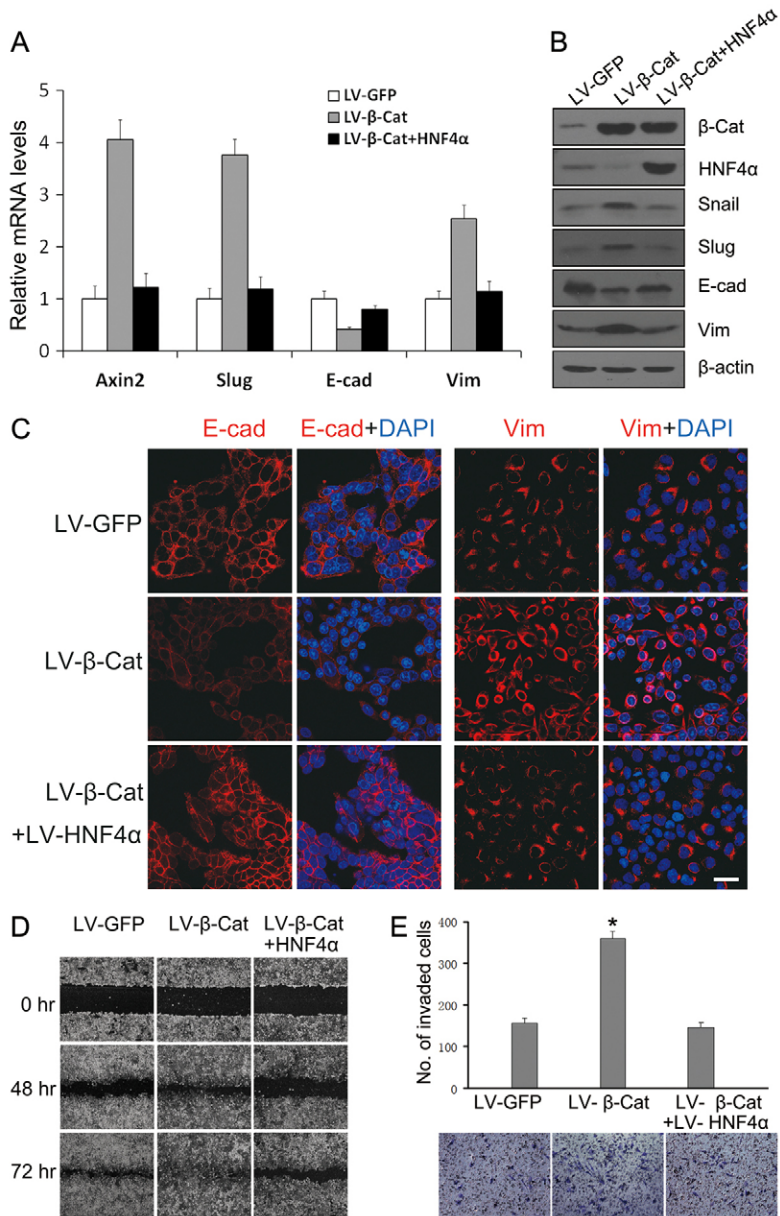 A
Relative mRNA levels
5
4
3
2
1
0
LV-GFP
LV-β-Cat
LV-β-Cat+HNF4α
Axin2 Slug E-cad Vim
B
LV-GFP
LV-β-Cat
LV-β-Cat+HNF4α
β-Cat
HNF4α
Snail
Slug
E-cad
Vim
β-actin
C
E-cad E-cad+DAPI Vim Vim+DAPI
LV-GFP
LV-β-Cat
LV-β-Cat
+LV-HNF4α
D
LV-GFP LV-β-Cat LV-β-Cat
+HNF4α
0 hr
48 hr
72 hr
E
No. of invaded cells
400
300
200
100
0
*
LV-GFP LV- β-Cat LV- β-Cat
+LV- HNF4α